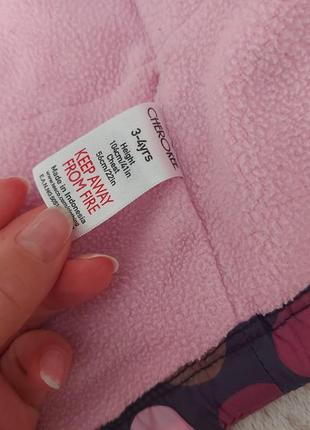 CHEROKEE
3-4yrs
Height
104cm/41in
Chest
56cm/22in
KEEP AWAY
FROM FIRE
Made in Indonesia